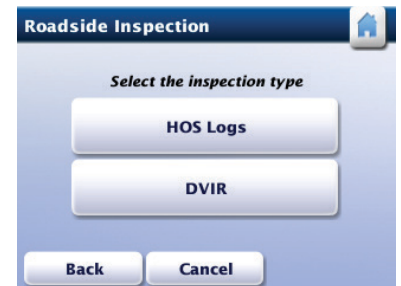 Roadside Inspection
Select the inspection type
HOS Logs
DVIR
Back Cancel